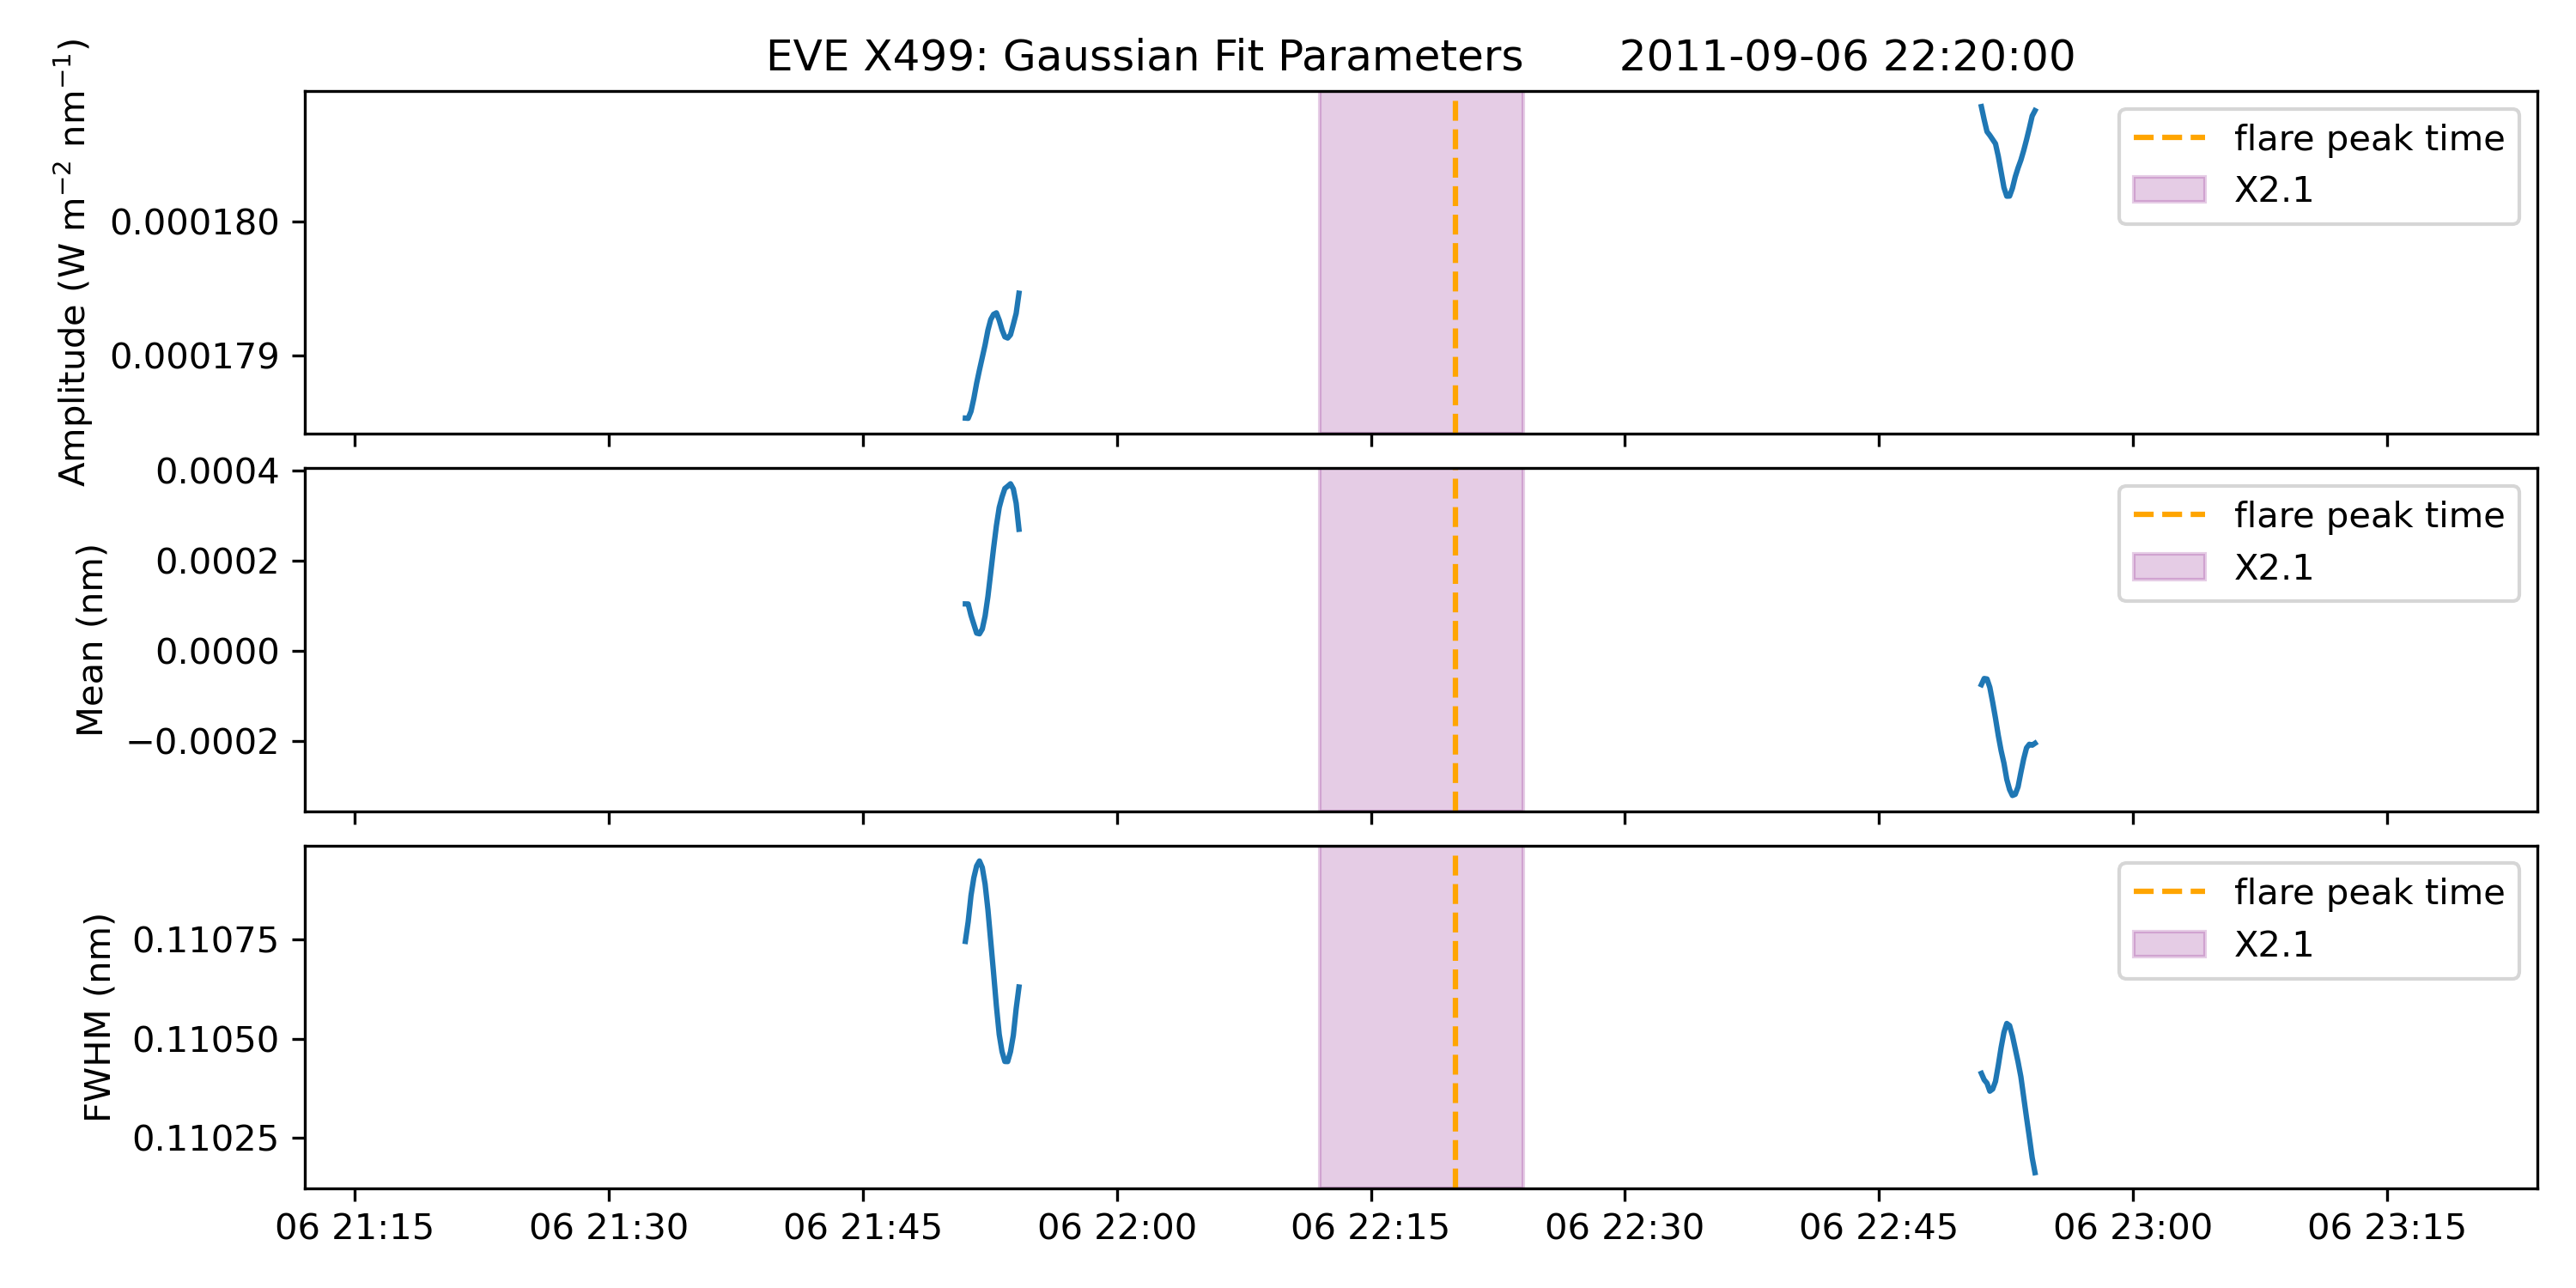 EVE X499: Gaussian Fit Parameters 2011-09-06 22:20:00
Amplitude (W m⁻² nm⁻¹)
0.000180
0.000179
flare peak time
X2.1
Mean (nm)
0.0004
0.0002
0.0000
−0.0002
flare peak time
X2.1
FWHM (nm)
0.11075
0.11050
0.11025
flare peak time
X2.1
06 21:15 06 21:30 06 21:45 06 22:00 06 22:15 06 22:30 06 22:45 06 23:00 06 23:15